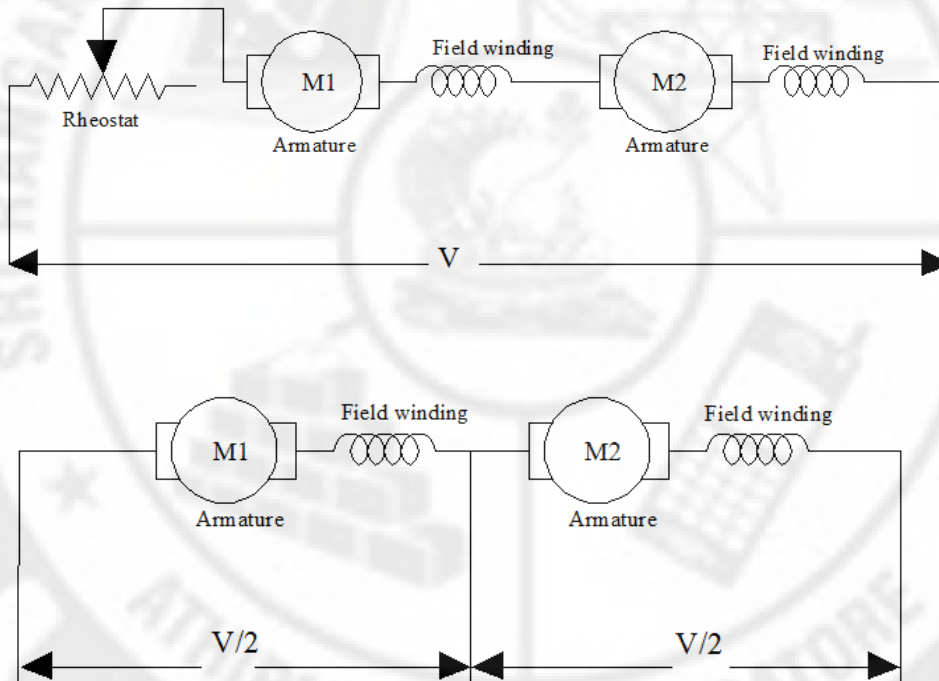 Field winding
Field winding
M1
M2
Rheostat
Armature
Armature
V
Field winding
Field winding
M1
M2
Armature
Armature
V/2
V/2